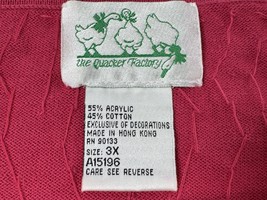 the Quacker Factory
55% ACRYLIC
45% COTTON
EXCLUSIVE OF DECORATIONS
MADE IN HONG KONG
RN 90133
SIZE: 3X
A15196
CARE SEE REVERSE